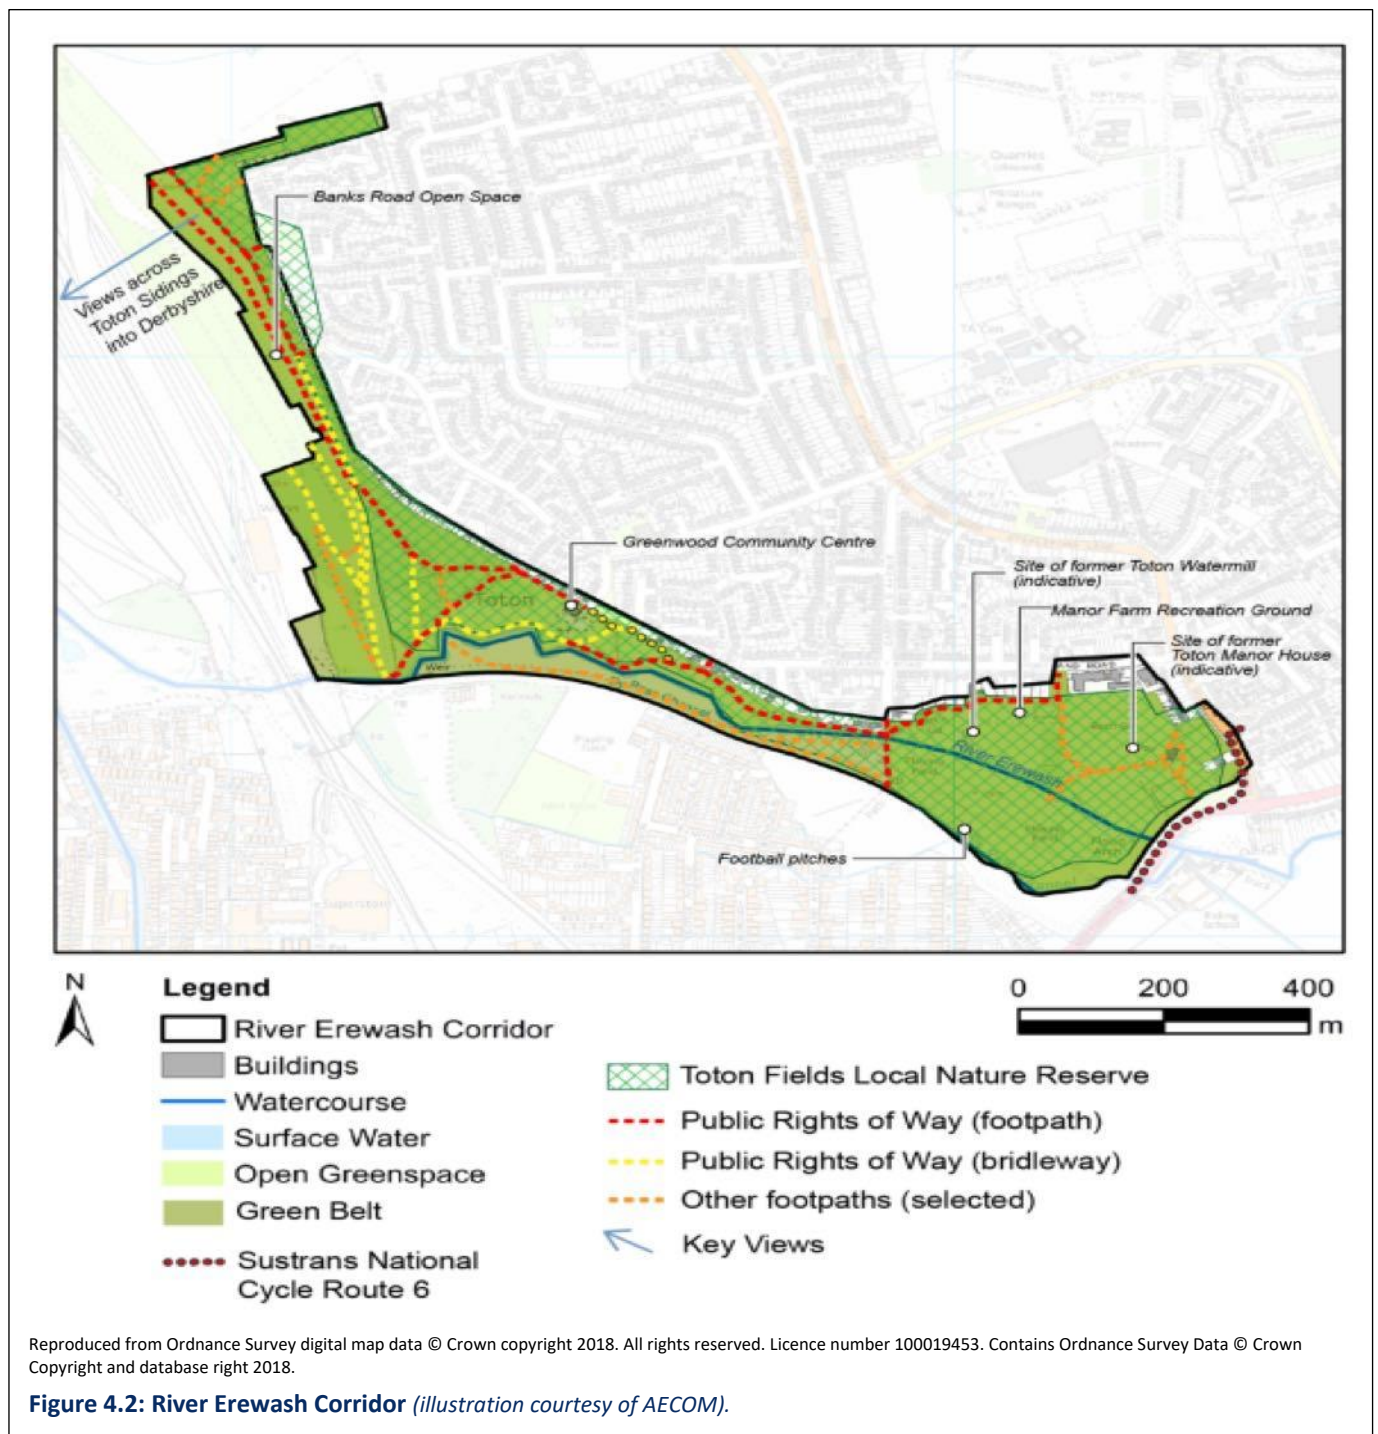 Banks Road Open Space
Views across
Toton Sidings
into Derbyshire
Greenwood Community Centre
Site of former Toton Watermill
(indicative)
Manor Farm Recreation Ground
Site of former
Toton Manor House
(indicative)
Toton
Weir
River Erewash
Football pitches
Superstore
Academy
N
Legend
River Erewash Corridor
Buildings
Watercourse
Surface Water
Open Greenspace
Green Belt
Sustrans National
Cycle Route 6
0 200 400
m
Toton Fields Local Nature Reserve
Public Rights of Way (footpath)
Public Rights of Way (bridleway)
Other footpaths (selected)
Key Views
Reproduced from Ordnance Survey digital map data © Crown copyright 2018. All rights reserved. Licence number 100019453. Contains Ordnance Survey Data © Crown
Copyright and database right 2018.
Figure 4.2: River Erewash Corridor (illustration courtesy of AECOM).